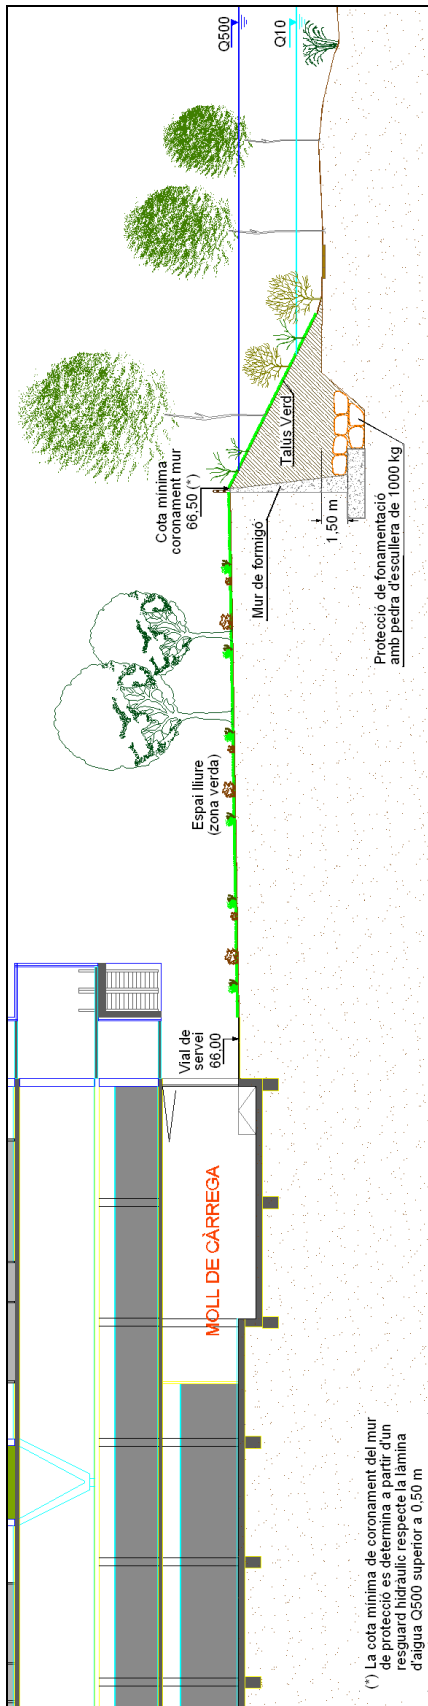 MOLL DE CÀRREGA
Vial de
servei
66,00
Espai lliure
(zona verda)
Cota mínima
coronament mur
66,50 (*)
Mur de formigó
Talús Verd
1,50 m
Protecció de fonamentació
amb pedra d'escullera de 1000 kg
Q500
Q10
(*) La cota mínima de coronament del mur
de protecció es determina a partir d'un
resguard hidràulic respecte la làmina
d'aigua Q500 superior a 0,50 m